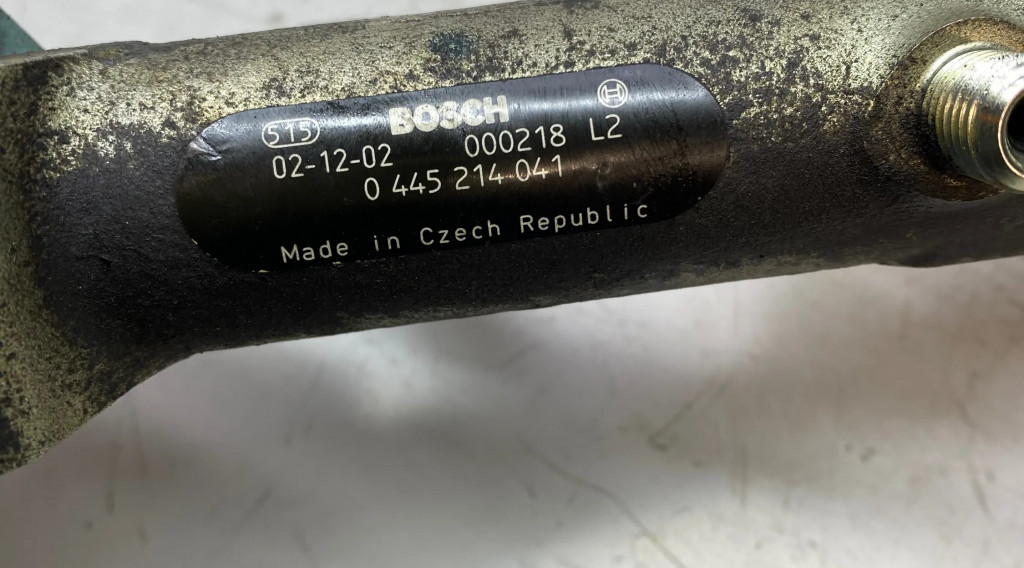 515 BOSCH H
02-12-02 000218 L2
0 445 214 041
Made in Czech Republic